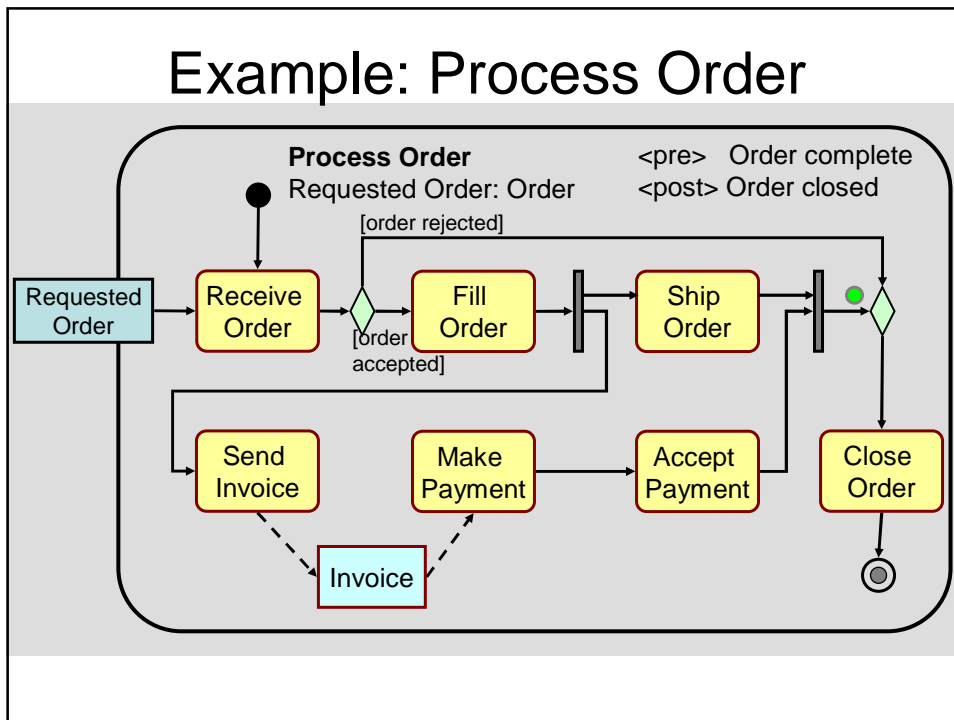 Example: Process Order
Process Order
Requested Order: Order
<pre> Order complete
<post> Order closed
[order rejected]
Requested
Order
Receive
Order
[order
accepted]
Fill
Order
Ship
Order
Send
Invoice
Make
Payment
Accept
Payment
Close
Order
Invoice